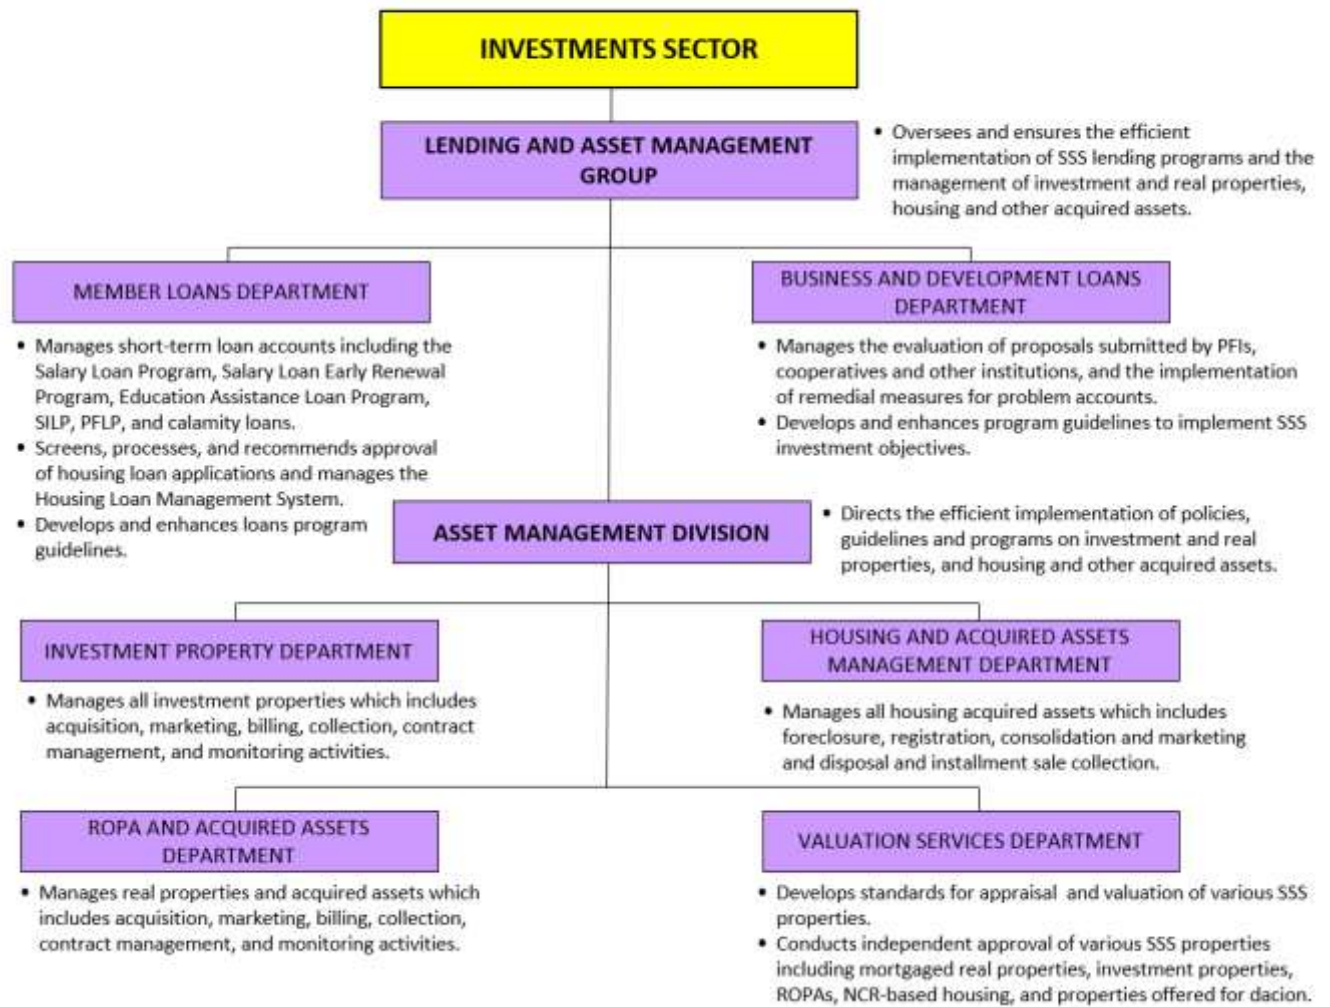 INVESTMENTS SECTOR
LENDING AND ASSET MANAGEMENT
GROUP
• Oversees and ensures the efficient
implementation of SSS lending programs and the
management of investment and real properties,
housing and other acquired assets.
MEMBER LOANS DEPARTMENT
• Manages short-term loan accounts including the
Salary Loan Program, Salary Loan Early Renewal
Program, Education Assistance Loan Program,
SILP, PFLP, and calamity loans.
• Screens, processes, and recommends approval
of housing loan applications and manages the
Housing Loan Management System.
• Develops and enhances loans program
guidelines.
BUSINESS AND DEVELOPMENT LOANS
DEPARTMENT
• Manages the evaluation of proposals submitted by PFIs,
cooperatives and other institutions, and the implementation
of remedial measures for problem accounts.
• Develops and enhances program guidelines to implement SSS
investment objectives.
ASSET MANAGEMENT DIVISION
• Directs the efficient implementation of policies,
guidelines and programs on investment and real
properties, and housing and other acquired assets.
INVESTMENT PROPERTY DEPARTMENT
• Manages all investment properties which includes
acquisition, marketing, billing, collection, contract
management, and monitoring activities.
HOUSING AND ACQUIRED ASSETS
MANAGEMENT DEPARTMENT
• Manages all housing acquired assets which includes
foreclosure, registration, consolidation and marketing
and disposal and installment sale collection.
ROPA AND ACQUIRED ASSETS
DEPARTMENT
• Manages real properties and acquired assets which
includes acquisition, marketing, billing, collection,
contract management, and monitoring activities.
VALUATION SERVICES DEPARTMENT
• Develops standards for appraisal and valuation of various SSS
properties.
• Conducts independent approval of various SSS properties
including mortgaged real properties, investment properties,
ROPAs, NCR-based housing, and properties offered for dacion.